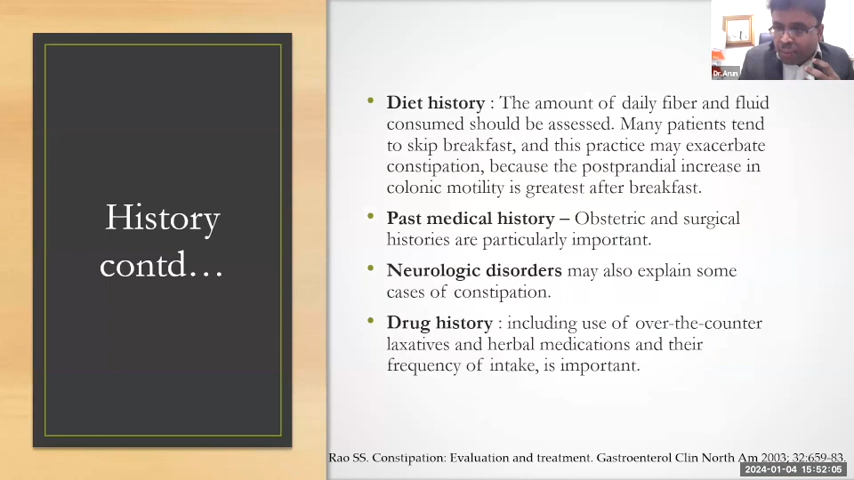 History
contd…
• Diet history : The amount of daily fiber and fluid
consumed should be assessed. Many patients tend
to skip breakfast, and this practice may exacerbate
constipation, because the postprandial increase in
colonic motility is greatest after breakfast.
• Past medical history – Obstetric and surgical
histories are particularly important.
• Neurologic disorders may also explain some
cases of constipation.
• Drug history : including use of over-the-counter
laxatives and herbal medications and their
frequency of intake, is important.
Rao SS. Constipation: Evaluation and treatment. Gastroenterol Clin North Am 2003; 32:659-83.
Dr.Arun
2024-01-04 15:52:05